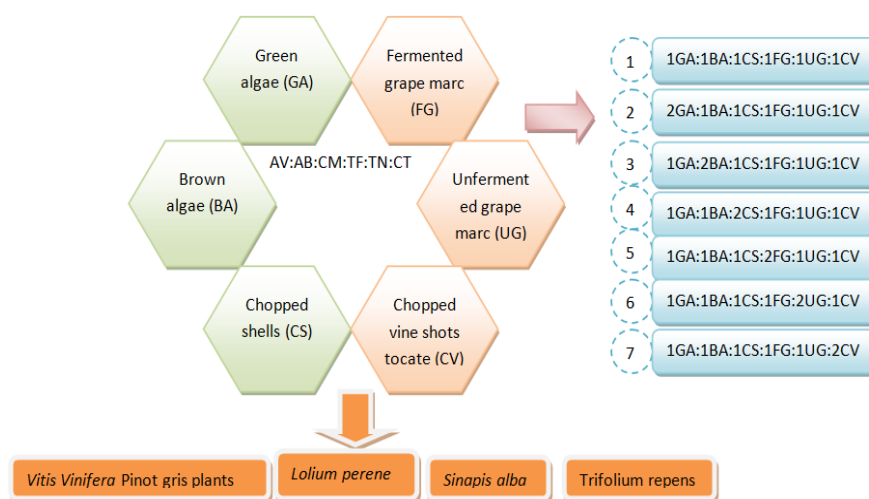 Green
algae (GA)
Fermented
grape marc
(FG)
AV:AB:CM:TF:TN:CT
Brown
algae (BA)
Unferment
ed grape
marc (UG)
Chopped
shells (CS)
Chopped
vine shots
tocate (CV)
1 1GA:1BA:1CS:1FG:1UG:1CV
2 2GA:1BA:1CS:1FG:1UG:1CV
3 1GA:2BA:1CS:1FG:1UG:1CV
4 1GA:1BA:2CS:1FG:1UG:1CV
5 1GA:1BA:1CS:2FG:1UG:1CV
6 1GA:1BA:1CS:1FG:2UG:1CV
7 1GA:1BA:1CS:1FG:1UG:2CV
Vitis Vinifera Pinot gris plants
Lolium perene
Sinapis alba
Trifolium repens